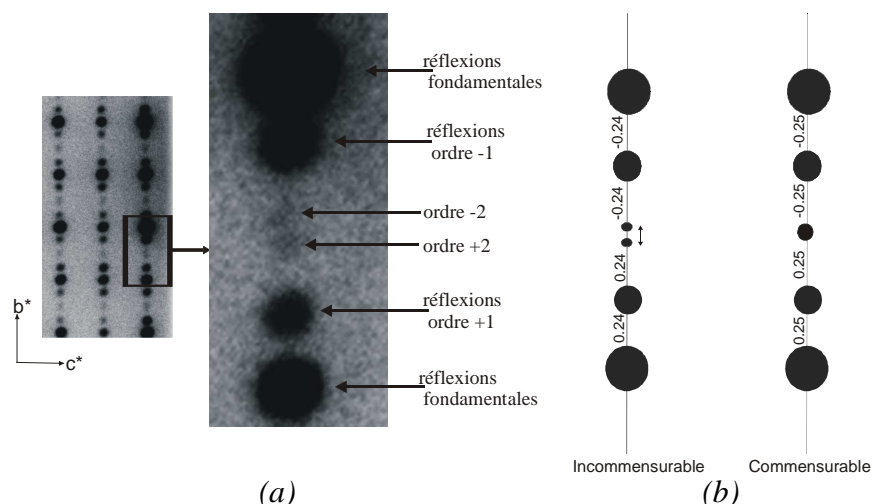 réflexions
fondamentales
réflexions
ordre -1
ordre -2
ordre +2
réflexions
ordre +1
réflexions
fondamentales
b*
c*
(a)
-0.24
-0.24
0.24
0.24
Incommensurable
-0.25
-0.25
0.25
0.25
Commensurable
(b)